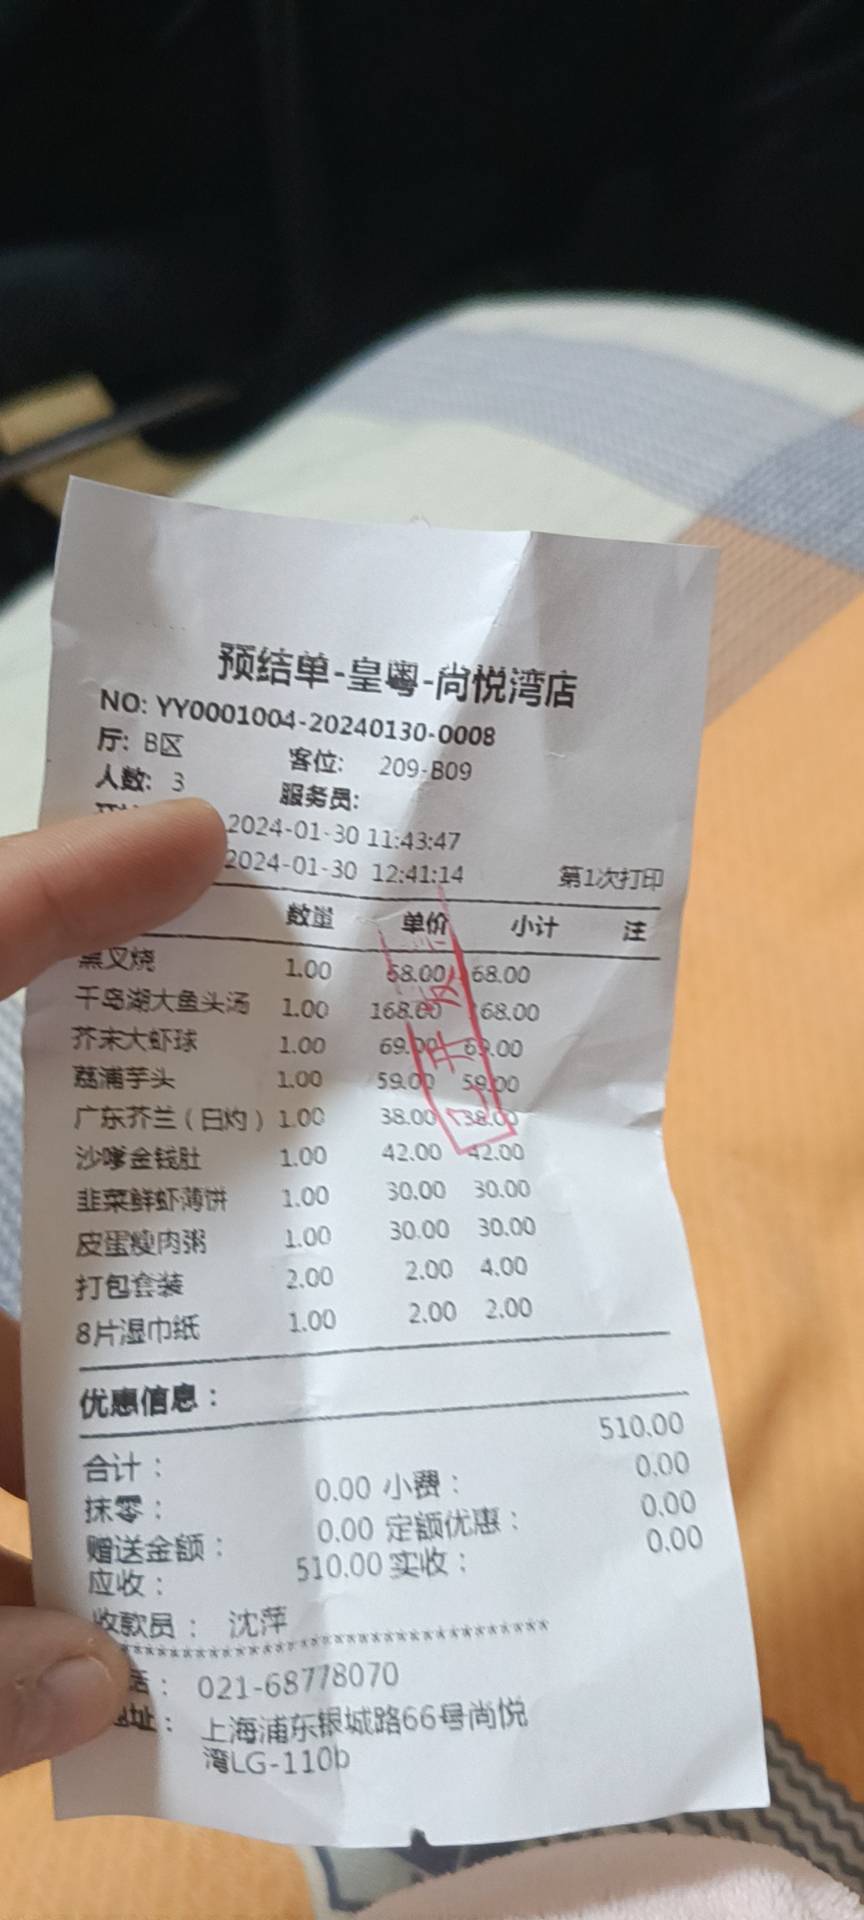 预结单-皇粤-尚悦湾店
NO: YY0001004-20240130-0008
厅: B区 客位: 209-B09
人数: 3 服务员:
2024-01-30 11:43:47
2024-01-30 12:41:14 第1次打印
数量 单价 小计 注
黑叉烧 1.00 68.00 68.00
千岛湖大鱼头汤 1.00 168.00 168.00
芥末大虾球 1.00 69.00 69.00
荔浦芋头 1.00 59.00 59.00
广东芥兰（白灼） 1.00 38.00 38.00
沙嗲金钱肚 1.00 42.00 42.00
韭菜鲜虾薄饼 1.00 30.00 30.00
皮蛋瘦肉粥 1.00 30.00 30.00
打包套装 2.00 2.00 4.00
8片湿巾纸 1.00 2.00 2.00
优惠信息：
合计： 510.00
抹零： 0.00 小费： 0.00
赠送金额： 0.00 定额优惠： 0.00
应收： 510.00 实收： 0.00
收款员： 沈萍
****************************************
话： 021-68778070
地址： 上海浦东银城路66号尚悦
湾LG-110b